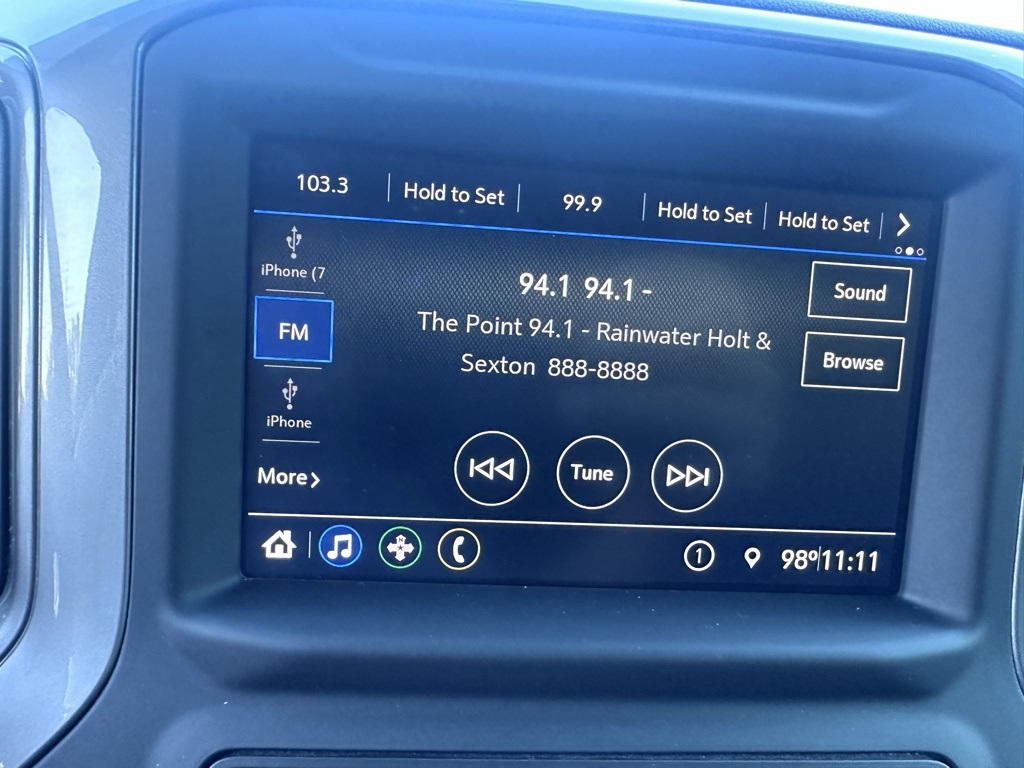 103.3 Hold to Set 99.9 Hold to Set Hold to Set
iPhone (7
FM
iPhone
More
94.1 94.1 -
The Point 94.1 - Rainwater Holt &
Sexton 888-8888
Sound
Browse
Tune
N
1 98º 11:11